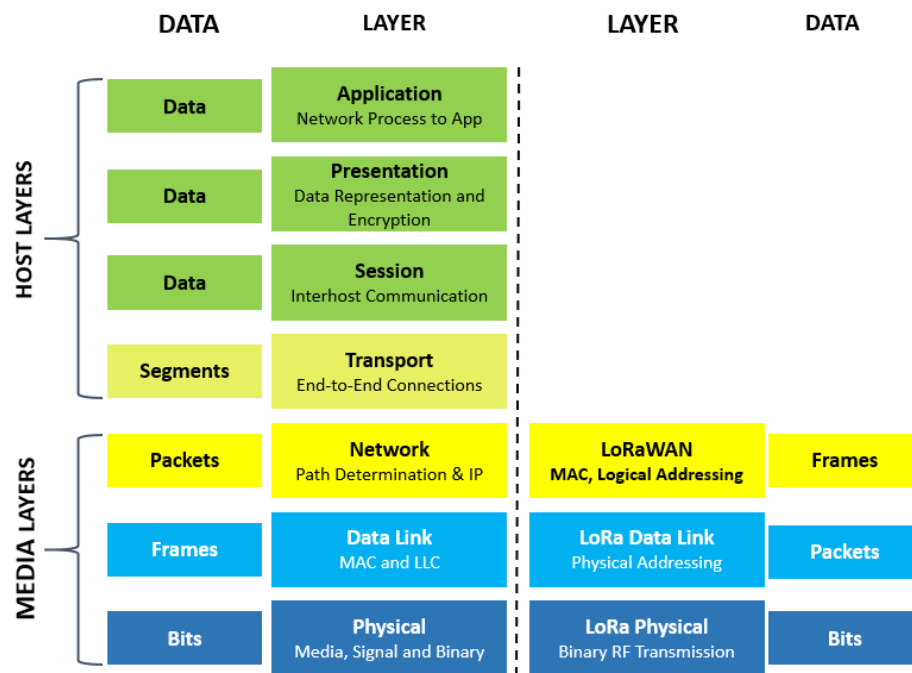 DATA LAYER LAYER DATA
HOST LAYERS
Data
Application
Network Process to App
Data
Presentation
Data Representation and
Encryption
Data
Session
Interhost Communication
Segments
Transport
End-to-End Connections
MEDIA LAYERS
Packets
Network
Path Determination & IP
LoRaWAN
MAC, Logical Addressing
Frames
Frames
Data Link
MAC and LLC
LoRa Data Link
Physical Addressing
Packets
Bits
Physical
Media, Signal and Binary
LoRa Physical
Binary RF Transmission
Bits